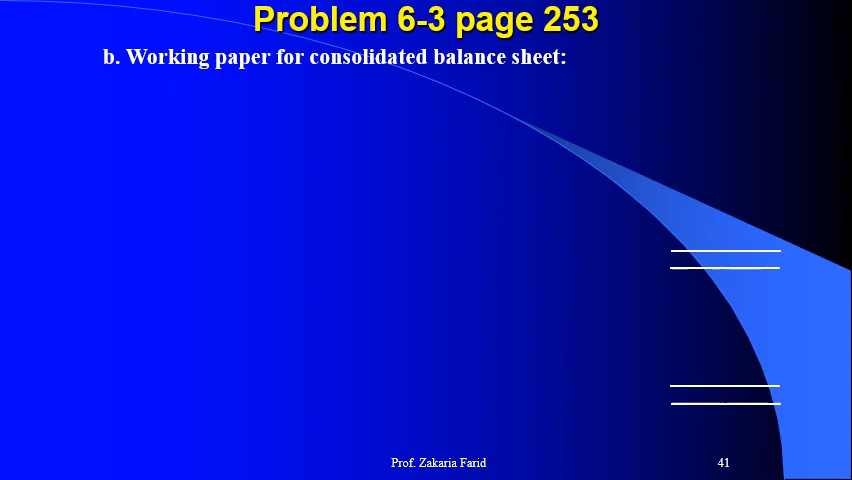 Problem 6-3 page 253
b. Working paper for consolidated balance sheet:
Prof. Zakaria Farid
41